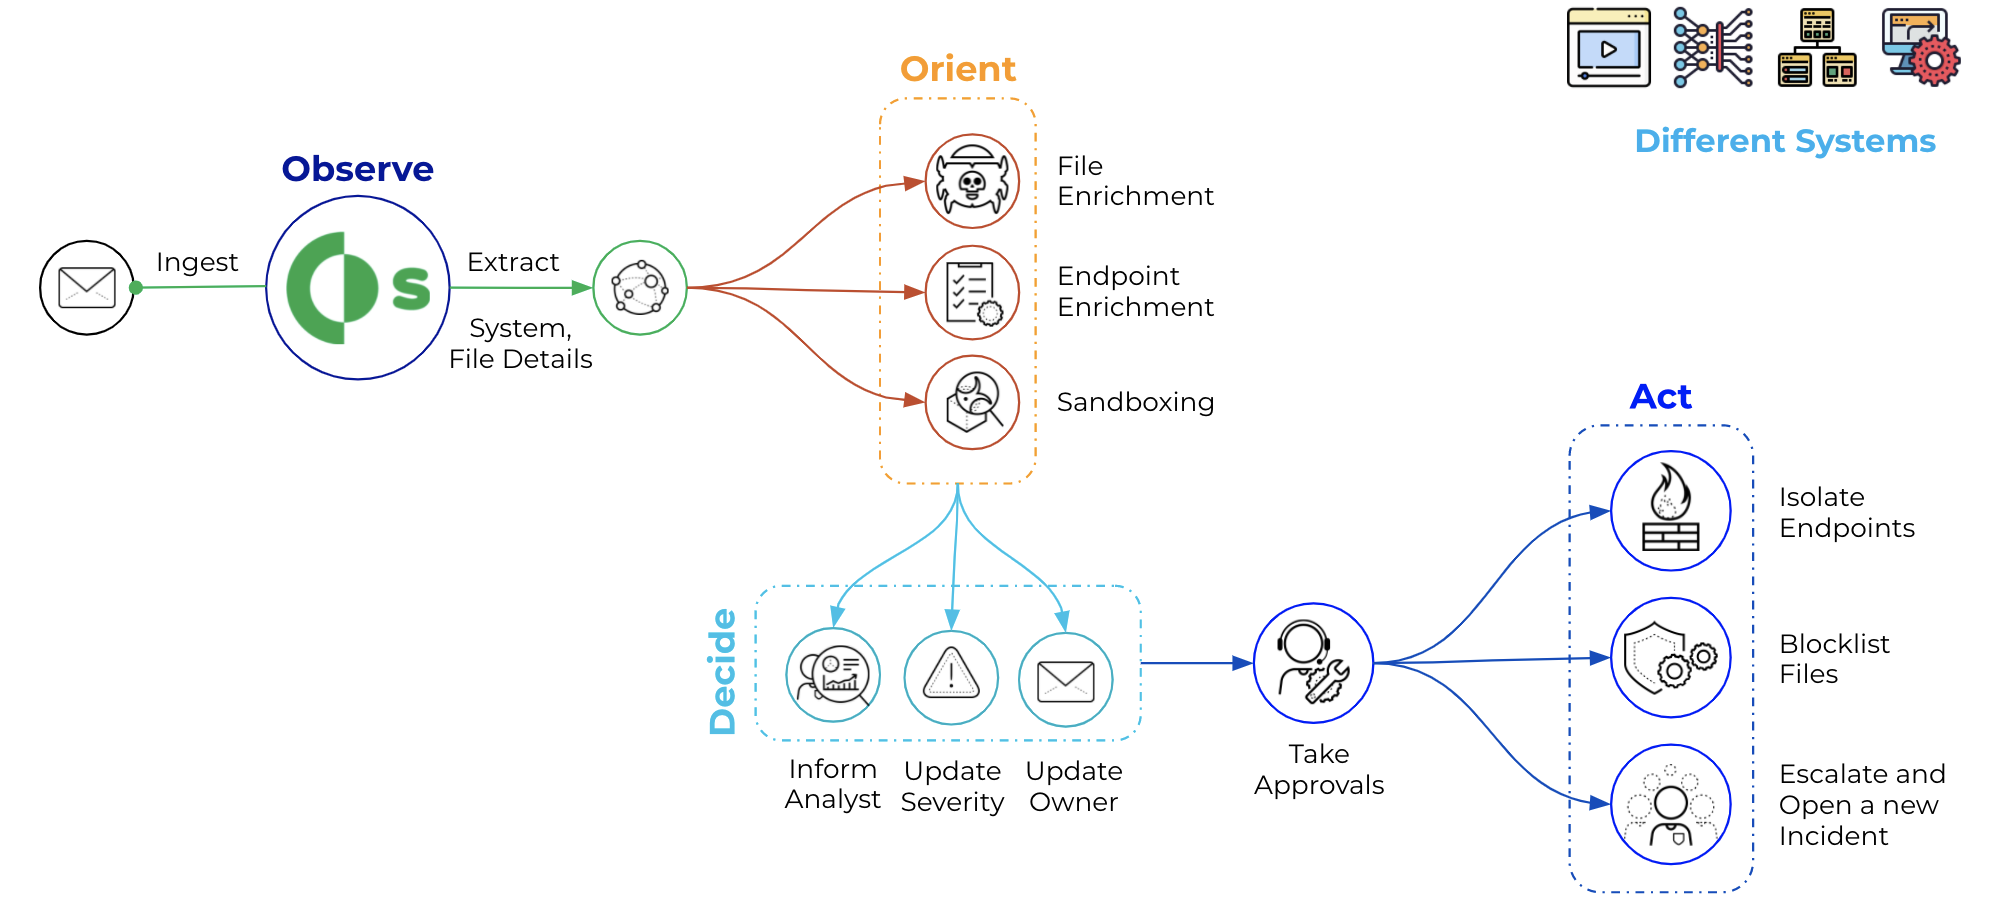 Different Systems
Observe
Ingest
s
Extract
System,
File Details
Orient
File
Enrichment
Endpoint
Enrichment
Sandboxing
Decide
Inform
Analyst
Update
Severity
Update
Owner
Take
Approvals
Act
Isolate
Endpoints
Blocklist
Files
Escalate and
Open a new
Incident